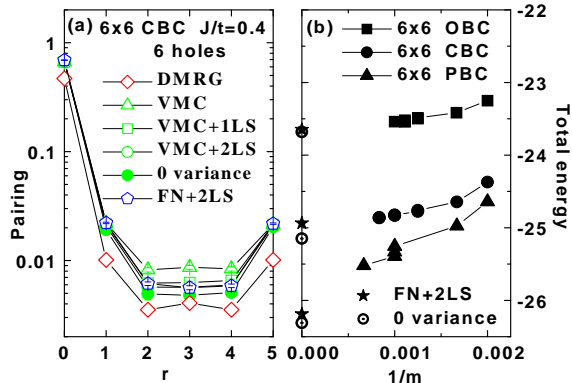 (a) 6x6 CBC J/t=0.4
6 holes
DMRG
VMC
VMC+1LS
VMC+2LS
0 variance
FN+2LS
1
0.1
0.01
Pairing
0 1 2 3 4 5
r
(b)
6x6 OBC
6x6 CBC
6x6 PBC
FN+2LS
0 variance
-22
-23
-24
-25
-26
Total energy
0.000 0.001 0.002
1/m